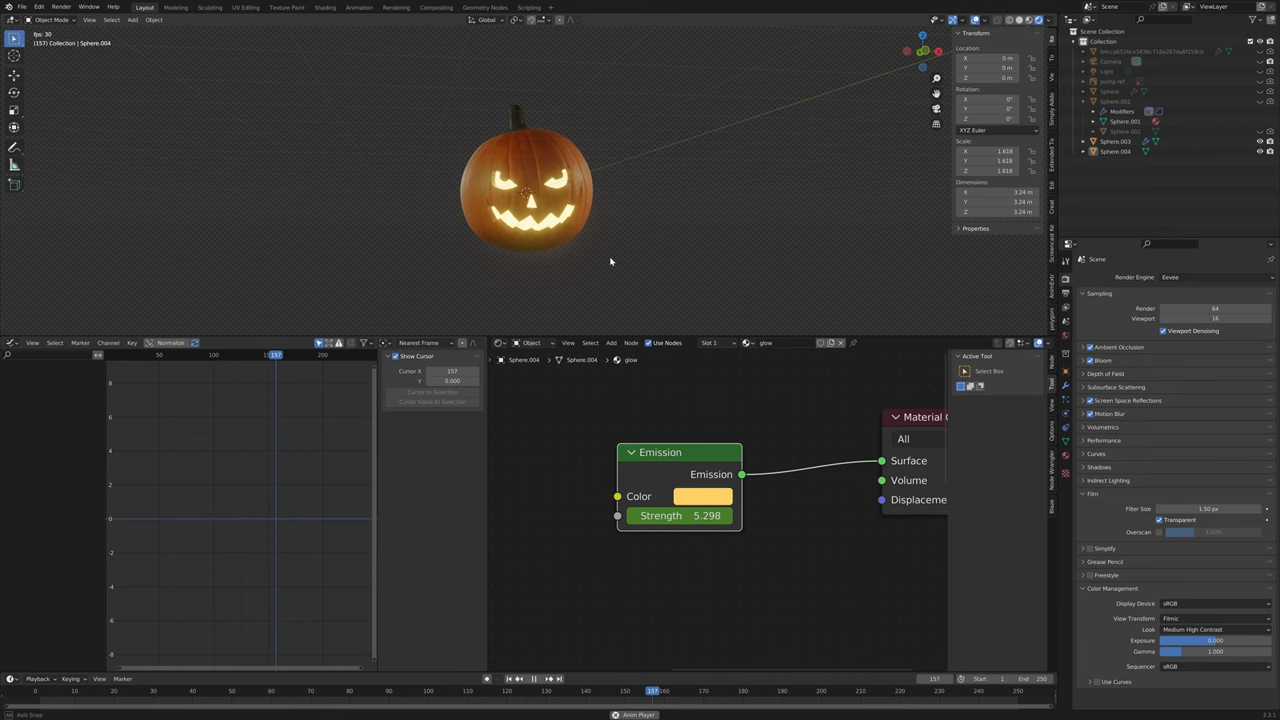 File Edit Render Window Help Layout Modeling Sculpting UV Editing Texture Paint Shading Animation Rendering Compositing Geometry Nodes Scripting Scene ViewLayer
Object Mode View Select Add Object Global
fps: 30
(157) Collection | Sphere.004
Transform
Location:
X 0 m
Y 0 m
Z 0 m
Rotation:
X 0°
Y 0°
Z 0°
XYZ Euler
Scale:
X 1.618
Y 1.618
Z 1.618
Dimensions:
X 3.24 m
Y 3.24 m
Z 3.24 m
Properties
Scene Collection
Collection
Camera
Light
pump ref
Sphere
Sphere.001
Modifiers
Sphere.001
Sphere.002
Sphere.003
Sphere.004
Scene
Render Engine Eevee
Sampling
Render 64
Viewport 16
Viewport Denoising
Ambient Occlusion
Bloom
Depth of Field
Subsurface Scattering
Screen Space Reflections
Motion Blur
Volumetrics
Performance
Curves
Shadows
Indirect Lighting
Film
Filter Size 1.50 px
Transparent
Overscan 3.00%
Simplify
Grease Pencil
Freestyle
Color Management
Display Device sRGB
View Transform Filmic
Look Medium High Contrast
Exposure 0.000
Gamma 1.000
Sequencer sRGB
Use Curves
View Select Marker Channel Key Normalize Nearest Frame
50 100 157 200
8
6
4
2
0
-2
-4
-6
-8
Show Cursor
Cursor X 157
Y 0.000
Cursor to Selection
Cursor Value to Selection
Object View Select Add Node Use Nodes Slot 1 glow
Sphere.004 Sphere.004 glow
Active Tool
Select Box
Emission
Emission
Color
Strength 5.298
Material
All
Surface
Volume
Displaceme
Playback Keying View Marker 157 Start 1 End 250
0 10 20 30 40 50 60 70 80 90 100 110 120 130 140 150 157 160 170 180 190 200 210 220 230 240 250
Axis Snap Anim Player 3.3.1